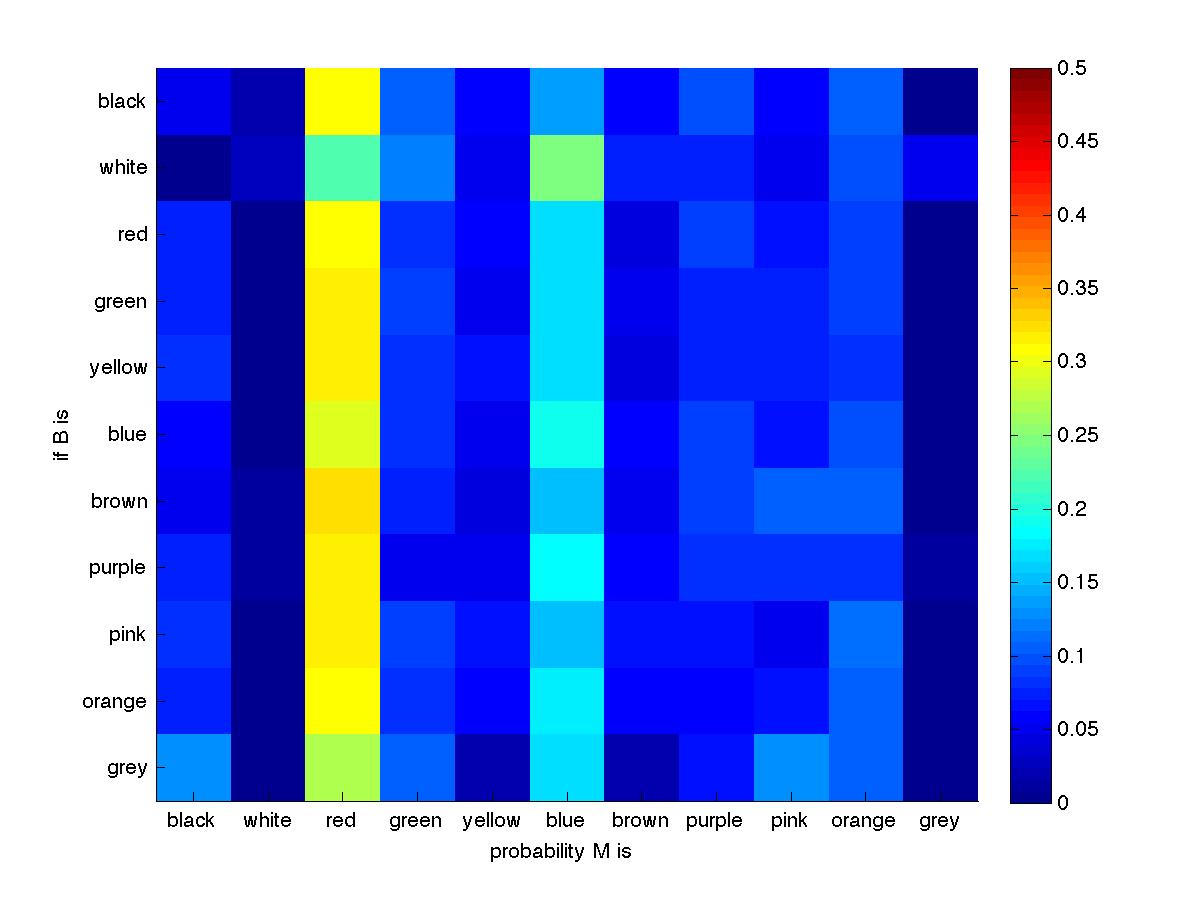 if B is
black
white
red
green
yellow
blue
brown
purple
pink
orange
grey
black white red green yellow blue brown purple pink orange grey
probability M is
0.5
0.45
0.4
0.35
0.3
0.25
0.2
0.15
0.1
0.05
0